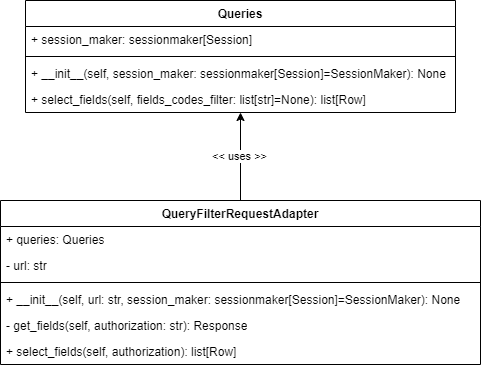 Queries
+ session_maker: sessionmaker[Session]
+ __init__(self, session_maker: sessionmaker[Session]=SessionMaker): None
+ select_fields(self, fields_codes_filter: list[str]=None): list[Row]
<< uses >>
QueryFilterRequestAdapter
+ queries: Queries
- url: str
+ __init__(self, url: str, session_maker: sessionmaker[Session]=SessionMaker): None
- get_fields(self, authorization: str): Response
+ select_fields(self, authorization): list[Row]